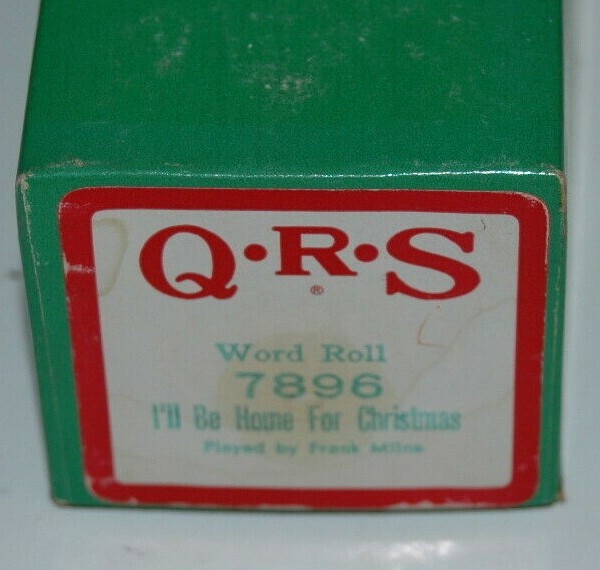 Q·R·S
®
Word Roll
7896
I'll Be Home For Christmas
Played by Frank Milne